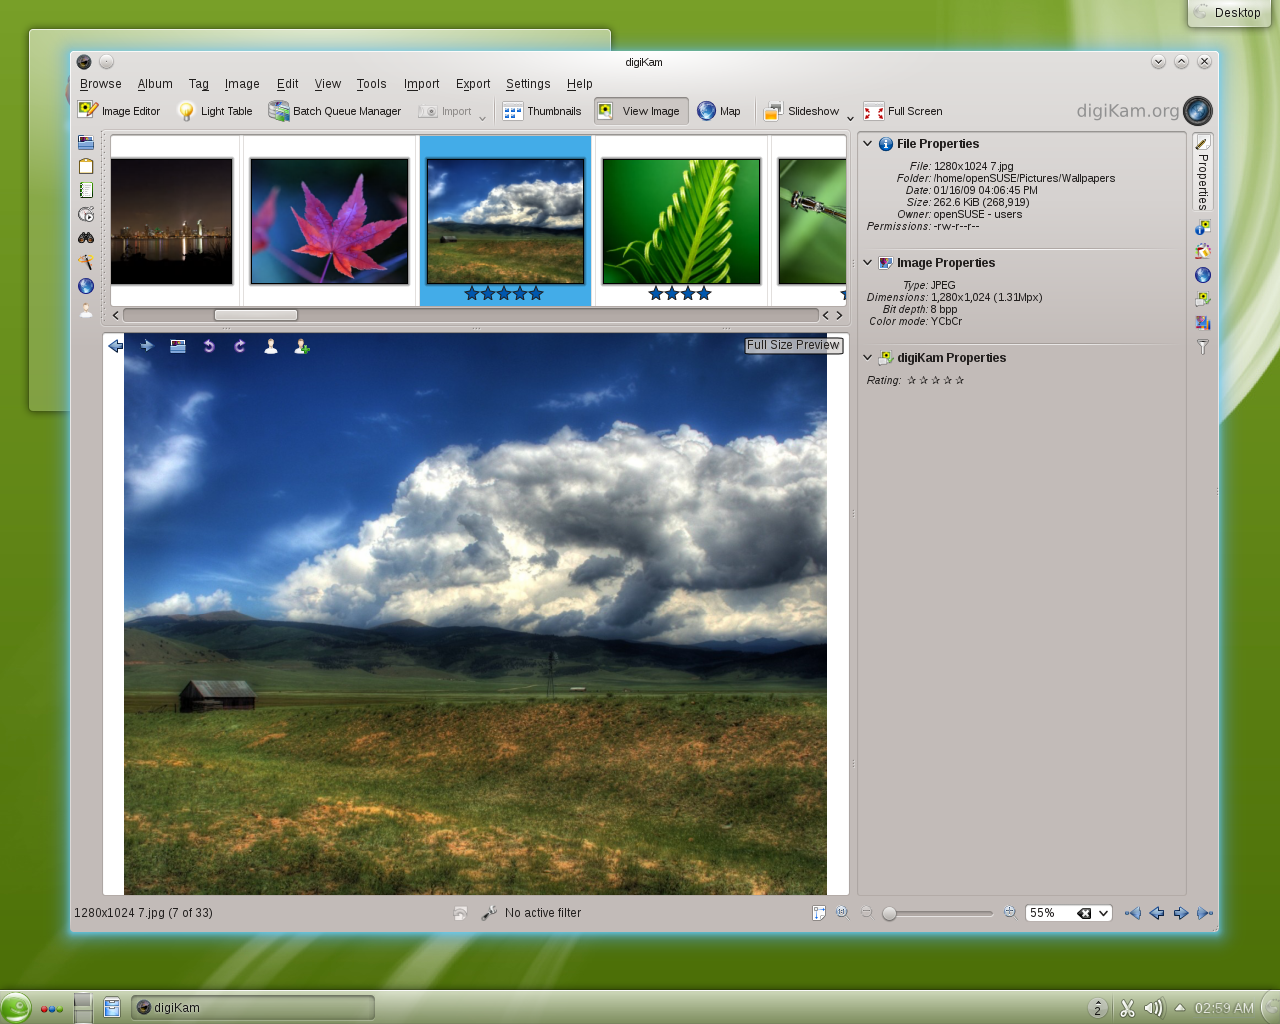 Desktop
digiKam
Browse Album Tag Image Edit View Tools Import Export Settings Help
Image Editor Light Table Batch Queue Manager Import Thumbnails View Image Map Slideshow Full Screen digiKam.org
File Properties
File: 1280x1024 7.jpg
Folder: /home/openSUSE/Pictures/Wallpapers
Date: 01/16/09 04:06:45 PM
Size: 262.6 KiB (268,919)
Owner: openSUSE - users
Permissions: -rw-r--r--
Image Properties
Type: JPEG
Dimensions: 1,280x1,024 (1.31Mpx)
Bit depth: 8 bpp
Color mode: YCbCr
digiKam Properties
Rating:
Properties
Full Size Preview
1280x1024 7.jpg (7 of 33) No active filter 55%
digiKam 2 02:59 AM